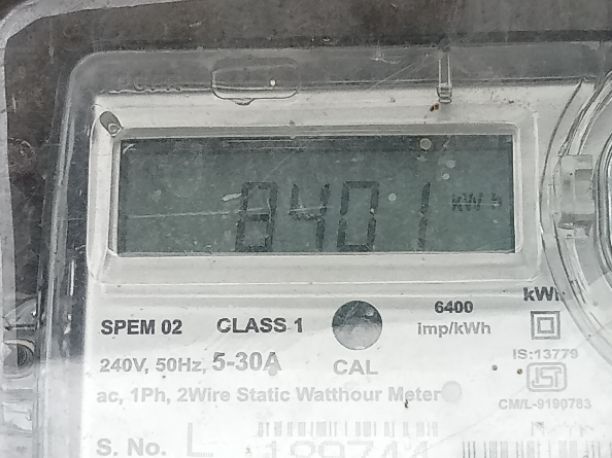 8401 kWh
kWh
6400
imp/kWh
SPEM 02 CLASS 1
240V, 50Hz, 5-30A
CAL
IS:13779
ISI
ac, 1Ph, 2Wire Static Watthour Meter
CM/L-9190783
S. No. L